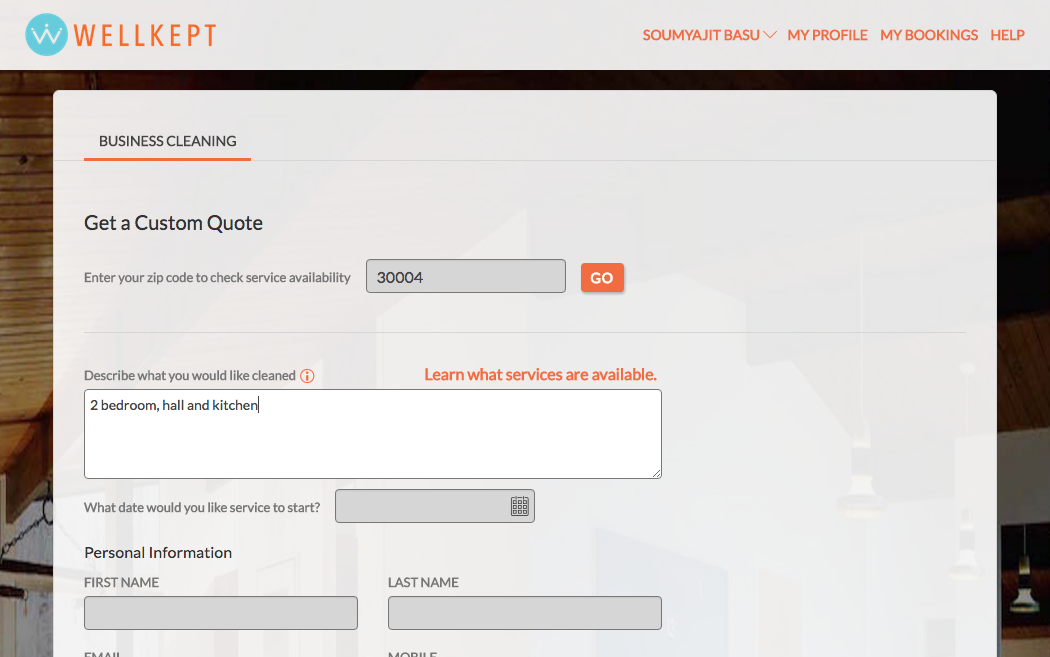 WELLKEPT
SOUMYAJIT BASU MY PROFILE MY BOOKINGS HELP
BUSINESS CLEANING
Get a Custom Quote
Enter your zip code to check service availability 30004 GO
Describe what you would like cleaned Learn what services are available.
2 bedroom, hall and kitchen
What date would you like service to start?
Personal Information
FIRST NAME LAST NAME
EMAIL MOBILE